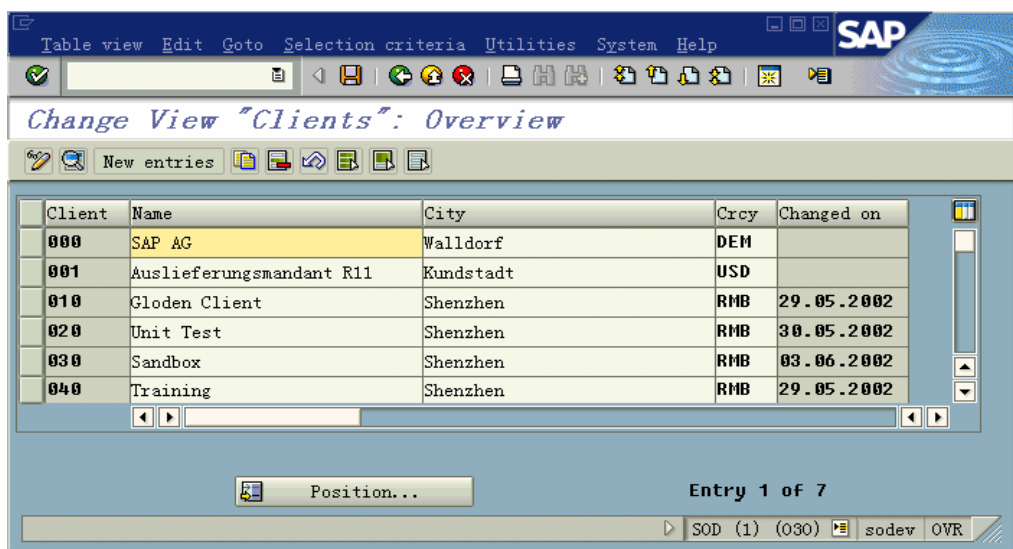 Table view Edit Goto Selection criteria Utilities System Help
SAP
Change View "Clients": Overview
New entries
Client Name City Crcy Changed on
000 SAP AG Walldorf DEM
001 Auslieferungsmandant R11 Kundstadt USD
010 Gloden Client Shenzhen RMB 29.05.2002
020 Unit Test Shenzhen RMB 30.05.2002
030 Sandbox Shenzhen RMB 03.06.2002
040 Training Shenzhen RMB 29.05.2002
Position... Entry 1 of 7
SOD (1) (030) sodev OVR